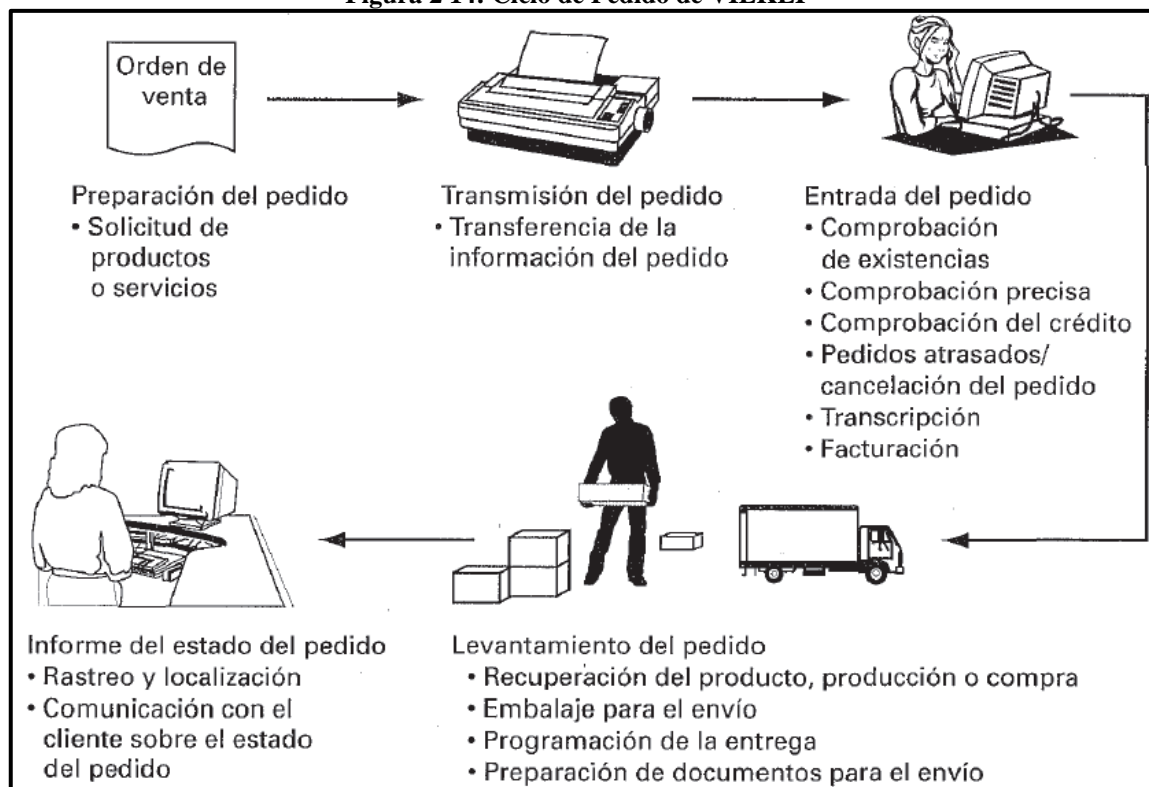 Orden de
venta
Preparación del pedido
• Solicitud de
productos
o servicios
Transmisión del pedido
• Transferencia de la
información del pedido
Entrada del pedido
• Comprobación
de existencias
• Comprobación precisa
• Comprobación del crédito
• Pedidos atrasados/
cancelación del pedido
• Transcripción
• Facturación
Levantamiento del pedido
• Recuperación del producto, producción o compra
• Embalaje para el envío
• Programación de la entrega
• Preparación de documentos para el envío
Informe del estado del pedido
• Rastreo y localización
• Comunicación con el
cliente sobre el estado
del pedido